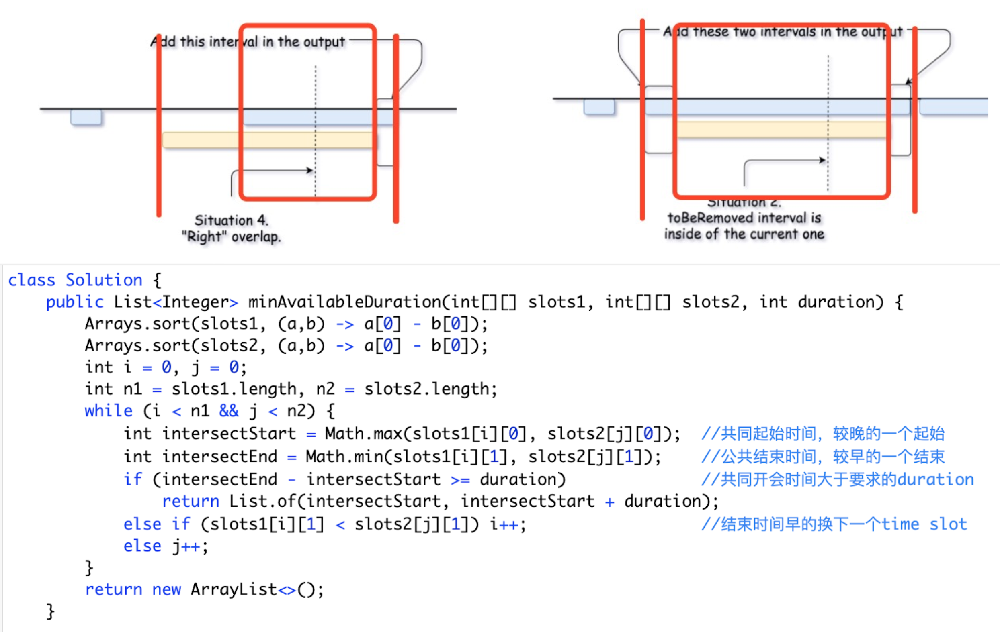 Add this interval in the output
Situation 4.
"Right" overlap.
Add these two intervals in the output
Situation 2.
toBeRemoved interval is
inside of the current one
class Solution {
    public List<Integer> minAvailableDuration(int[][] slots1, int[][] slots2, int duration) {
        Arrays.sort(slots1, (a,b) -> a[0] - b[0]);
        Arrays.sort(slots2, (a,b) -> a[0] - b[0]);
        int i = 0, j = 0;
        int n1 = slots1.length, n2 = slots2.length;
        while (i < n1 && j < n2) {
            int intersectStart = Math.max(slots1[i][0], slots2[j][0]);  //共同起始时间，较晚的一个起始
            int intersectEnd = Math.min(slots1[i][1], slots2[j][1]);    //公共结束时间，较早的一个结束
            if (intersectEnd - intersectStart >= duration)              //共同开会时间大于要求的duration
                return List.of(intersectStart, intersectStart + duration);
            else if (slots1[i][1] < slots2[j][1]) i++;                  //结束时间早的换下一个time slot
            else j++;
        }
        return new ArrayList<>();
    }